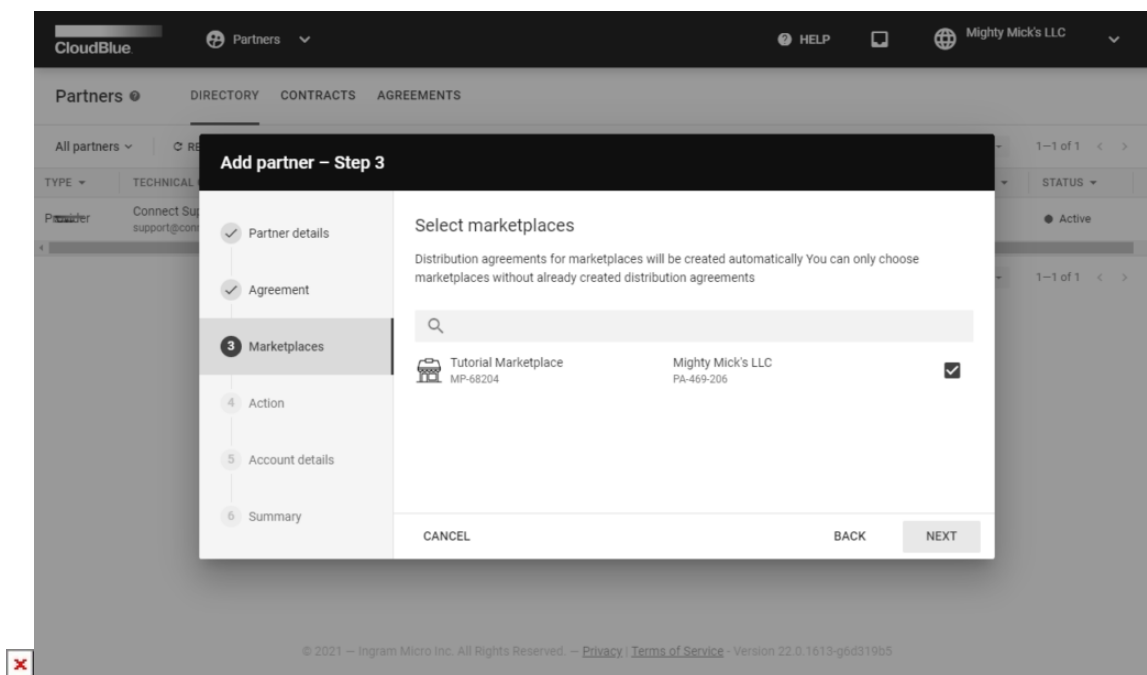 CloudBlue.
Partners
HELP
Mighty Mick's LLC
Partners
DIRECTORY CONTRACTS AGREEMENTS
All partners
1–1 of 1
TYPE TECHNICAL
STATUS
Connect
Active
1–1 of 1
Add partner – Step 3
Partner details
Agreement
3 Marketplaces
4 Action
5 Account details
6 Summary
Select marketplaces
Distribution agreements for marketplaces will be created automatically You can only choose
marketplaces without already created distribution agreements
Tutorial Marketplace Mighty Mick's LLC
MP-68204 PA-469-206
CANCEL BACK NEXT
© 2021 — Ingram Micro Inc. All Rights Reserved. — Privacy | Terms of Service - Version 22.0.1613-g6d319b5